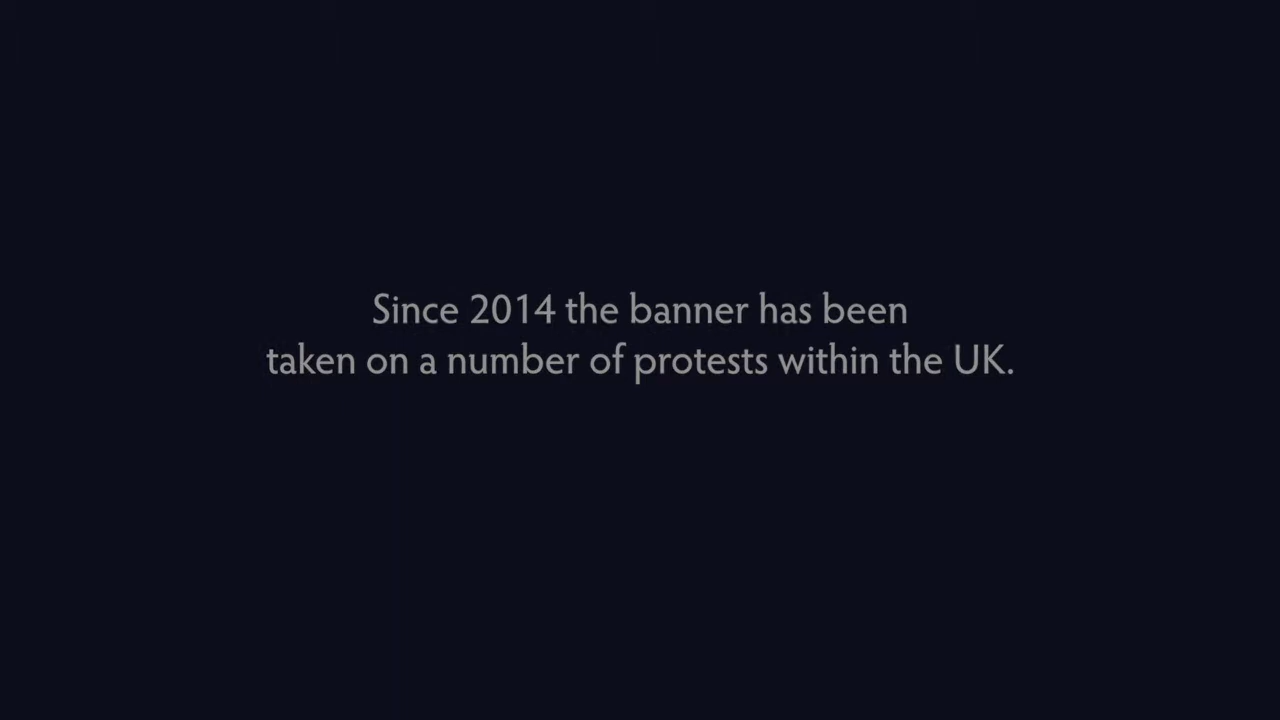 Since 2014 the banner has been
taken on a number of protests within the UK.